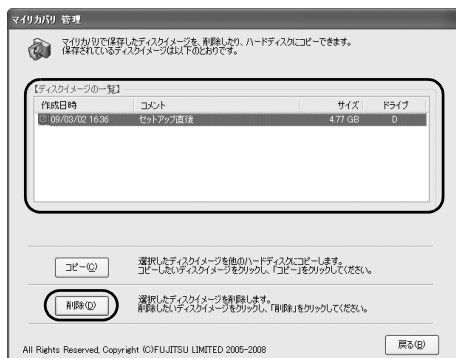 マイリカバリ 管理
マイリカバリで保存したディスクイメージを、削除したり、ハードディスクにコピーできます。
保存されているディスクイメージは以下のとおりです。
【ディスクイメージの一覧】
作成日時 コメント サイズ ドライブ
09/03/02 16:36 セットアップ直後 4.77 GB D
コピー(C)
選択したディスクイメージを他のハードディスクにコピーします。
コピーしたいディスクイメージをクリックし、「コピー」をクリックしてください。
削除(D)
選択したディスクイメージを削除します。
削除したいディスクイメージをクリックし、「削除」をクリックしてください。
All Rights Reserved, Copyright (C)FUJITSU LIMITED 2005-2008
戻る(B)